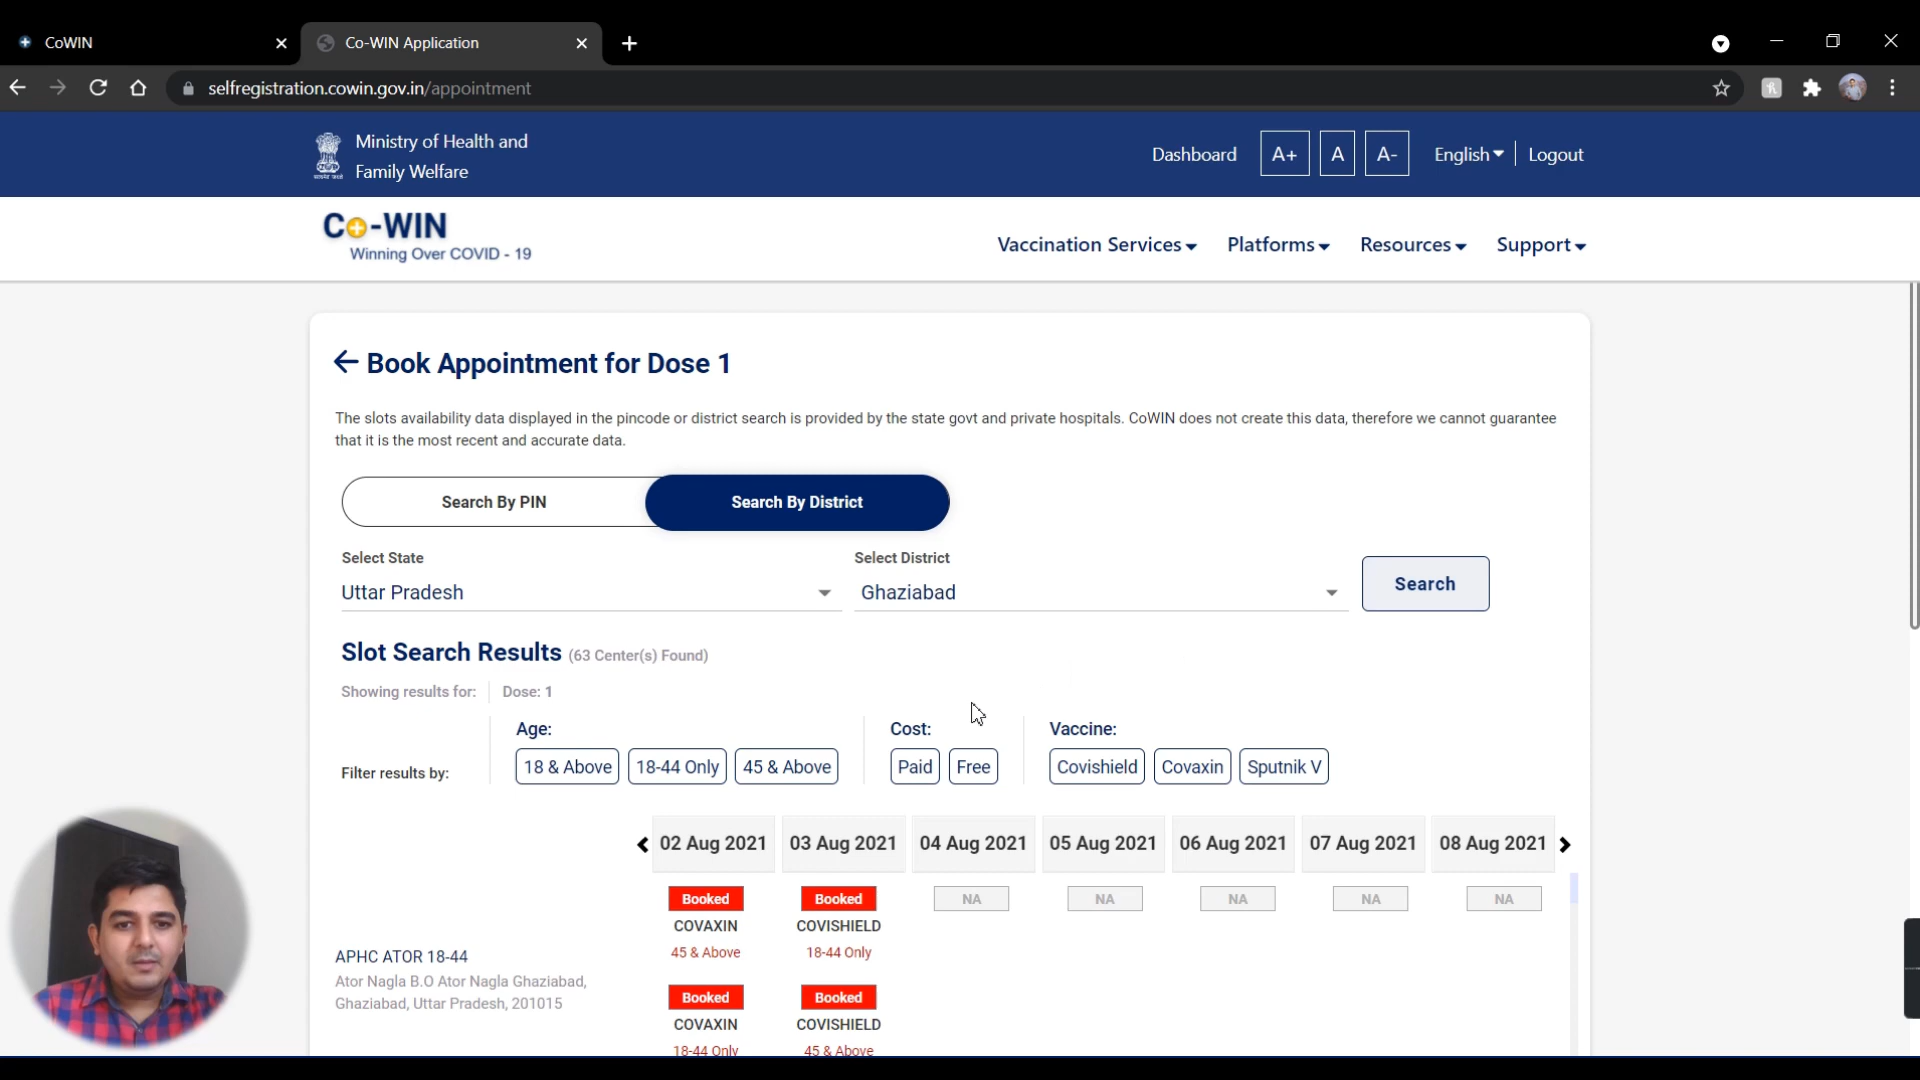 CoWIN
Co-WIN Application
selfregistration.cowin.gov.in/appointment
Ministry of Health and
Family Welfare
Dashboard
A+
A
A-
English
Logout
Co-WIN
Winning Over COVID - 19
Vaccination Services
Platforms
Resources
Support
Book Appointment for Dose 1
The slots availability data displayed in the pincode or district search is provided by the state govt and private hospitals. CoWIN does not create this data, therefore we cannot guarantee
that it is the most recent and accurate data.
Search By PIN
Search By District
Select State
Select District
Uttar Pradesh
Ghaziabad
Search
Slot Search Results (63 Center(s) Found)
Showing results for:
Dose: 1
Filter results by:
Age:
18 & Above
18-44 Only
45 & Above
Cost:
Paid
Free
Vaccine:
Covishield
Covaxin
Sputnik V
02 Aug 2021
03 Aug 2021
04 Aug 2021
05 Aug 2021
06 Aug 2021
07 Aug 2021
08 Aug 2021
APHC ATOR 18-44
Ator Nagla B.O Ator Nagla Ghaziabad,
Ghaziabad, Uttar Pradesh, 201015
Booked
COVAXIN
45 & Above
Booked
COVISHIELD
18-44 Only
NA
NA
NA
NA
NA
Booked
COVAXIN
18-44 Only
Booked
COVISHIELD
45 & Above